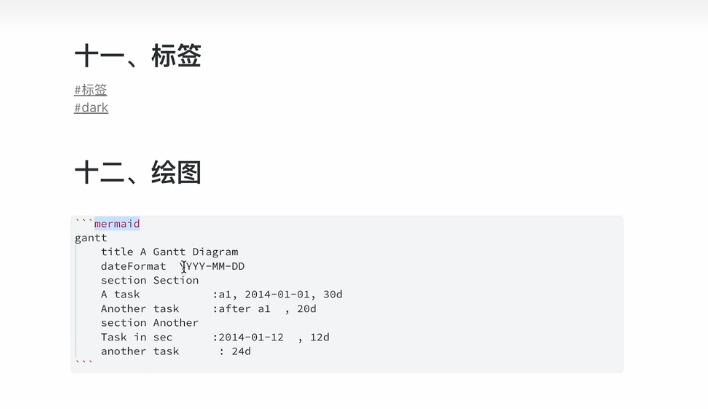 十一、标签
#标签
#dark
十二、绘图
```mermaid
gantt
    title A Gantt Diagram
    dateFormat  YYYY-MM-DD
    section Section
    A task           :a1, 2014-01-01, 30d
    Another task     :after a1  , 20d
    section Another
    Task in sec      :2014-01-12  , 12d
    another task      : 24d
```